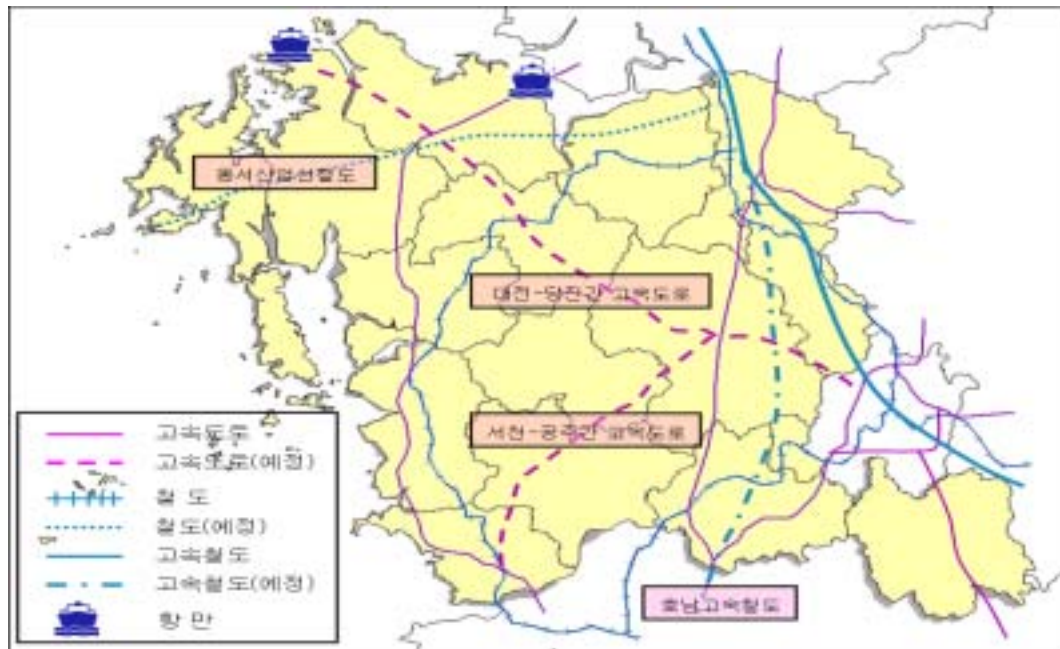 동서산업선철도
대전-당진간 고속도로
서천-공주간 고속도로
호남고속철도
고속도로
고속도로(예정)
철 도
철도(예정)
고속철도
고속철도(예정)
항 만